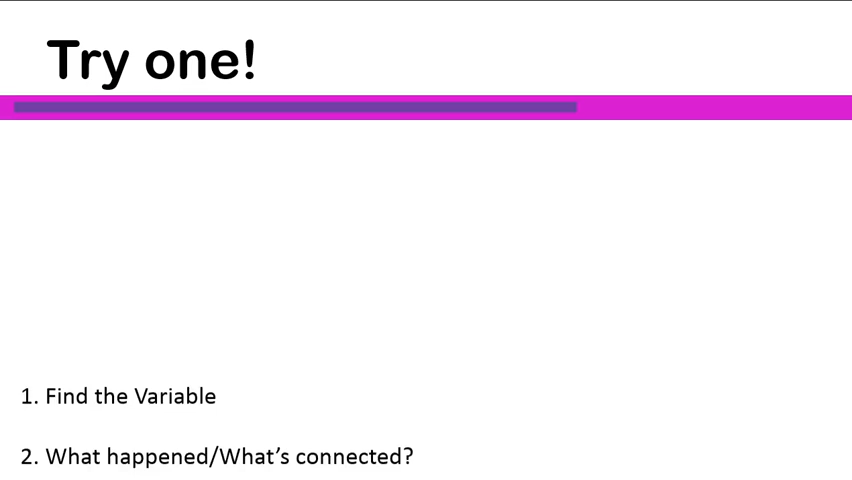 Try one!
1. Find the Variable
2. What happened/What’s connected?